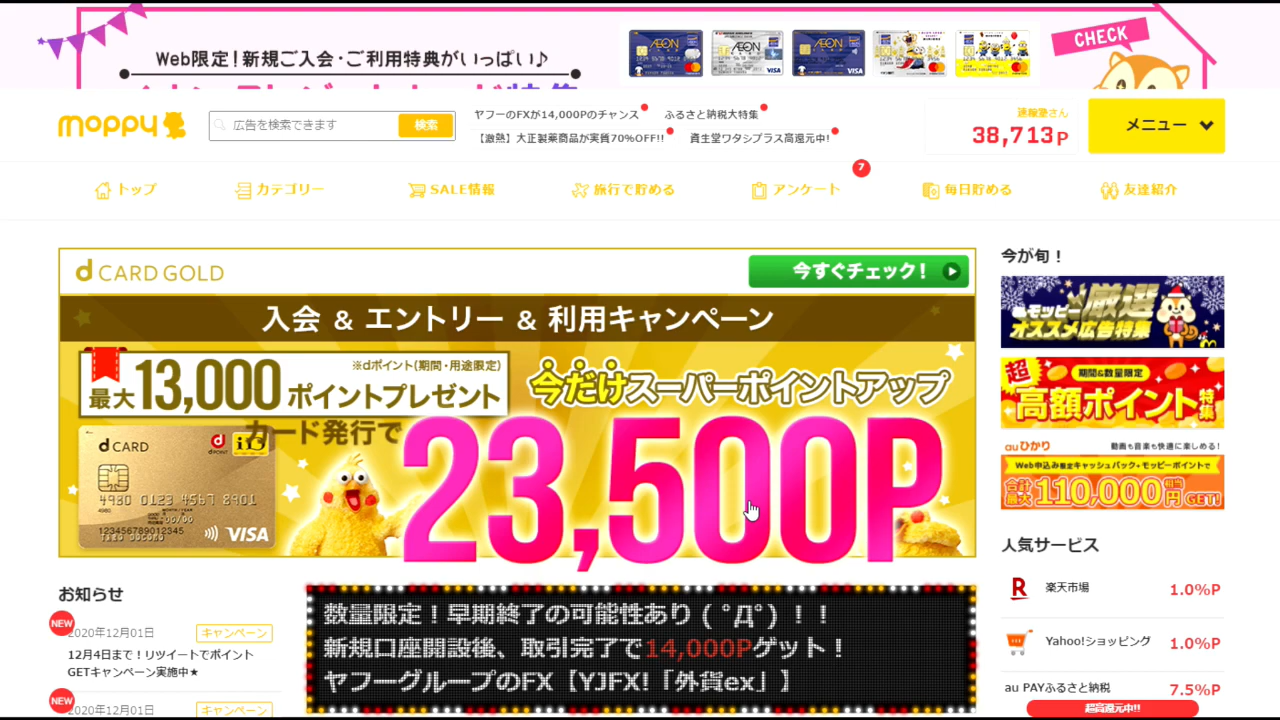 Web限定！新規ご入会・ご利用特典がいっぱい♪
CHECK
moppy
広告を検索できます
検索
ヤフーのFXが14,000Pのチャンス
ふるさと納税大特集
【激熱】大正製薬商品が実質70%OFF!!
資生堂ワタシプラス高還元中!
38,713P
メニュー
トップ
カテゴリー
SALE情報
旅行で貯める
アンケート
7
毎日貯める
友達紹介
d CARD GOLD
今すぐチェック！
入会 & エントリー & 利用キャンペーン
※dポイント(期間・用途限定)
最大13,000ポイントプレゼント
今だけスーパーポイントアップ
カード発行で
23,500P
d CARD
iD
4980 0123 4567 8901
VISA
今が旬！
モッピー厳選
オススメ広告特集
超
期間&数量限定
高額ポイント特集
auひかり
動画も音楽も快適に楽しめる！
Web申込み限定キャッシュバック+モッピーポイントで
合計最大110,000円相当GET!
人気サービス
楽天市場
1.0%P
Yahoo!ショッピング
1.0%P
au PAYふるさと納税
7.5%P
超高還元中!!
お知らせ
NEW
2020年12月01日
キャンペーン
12月4日まで！リツイートでポイント
GETキャンペーン実施中★
NEW
2020年12月01日
キャンペーン
数量限定！早期終了の可能性あり ( ﾟДﾟ) ！！
新規口座開設後、取引完了で14,000Pゲット！
ヤフーグループのFX【YJFX!「外貨ex」】